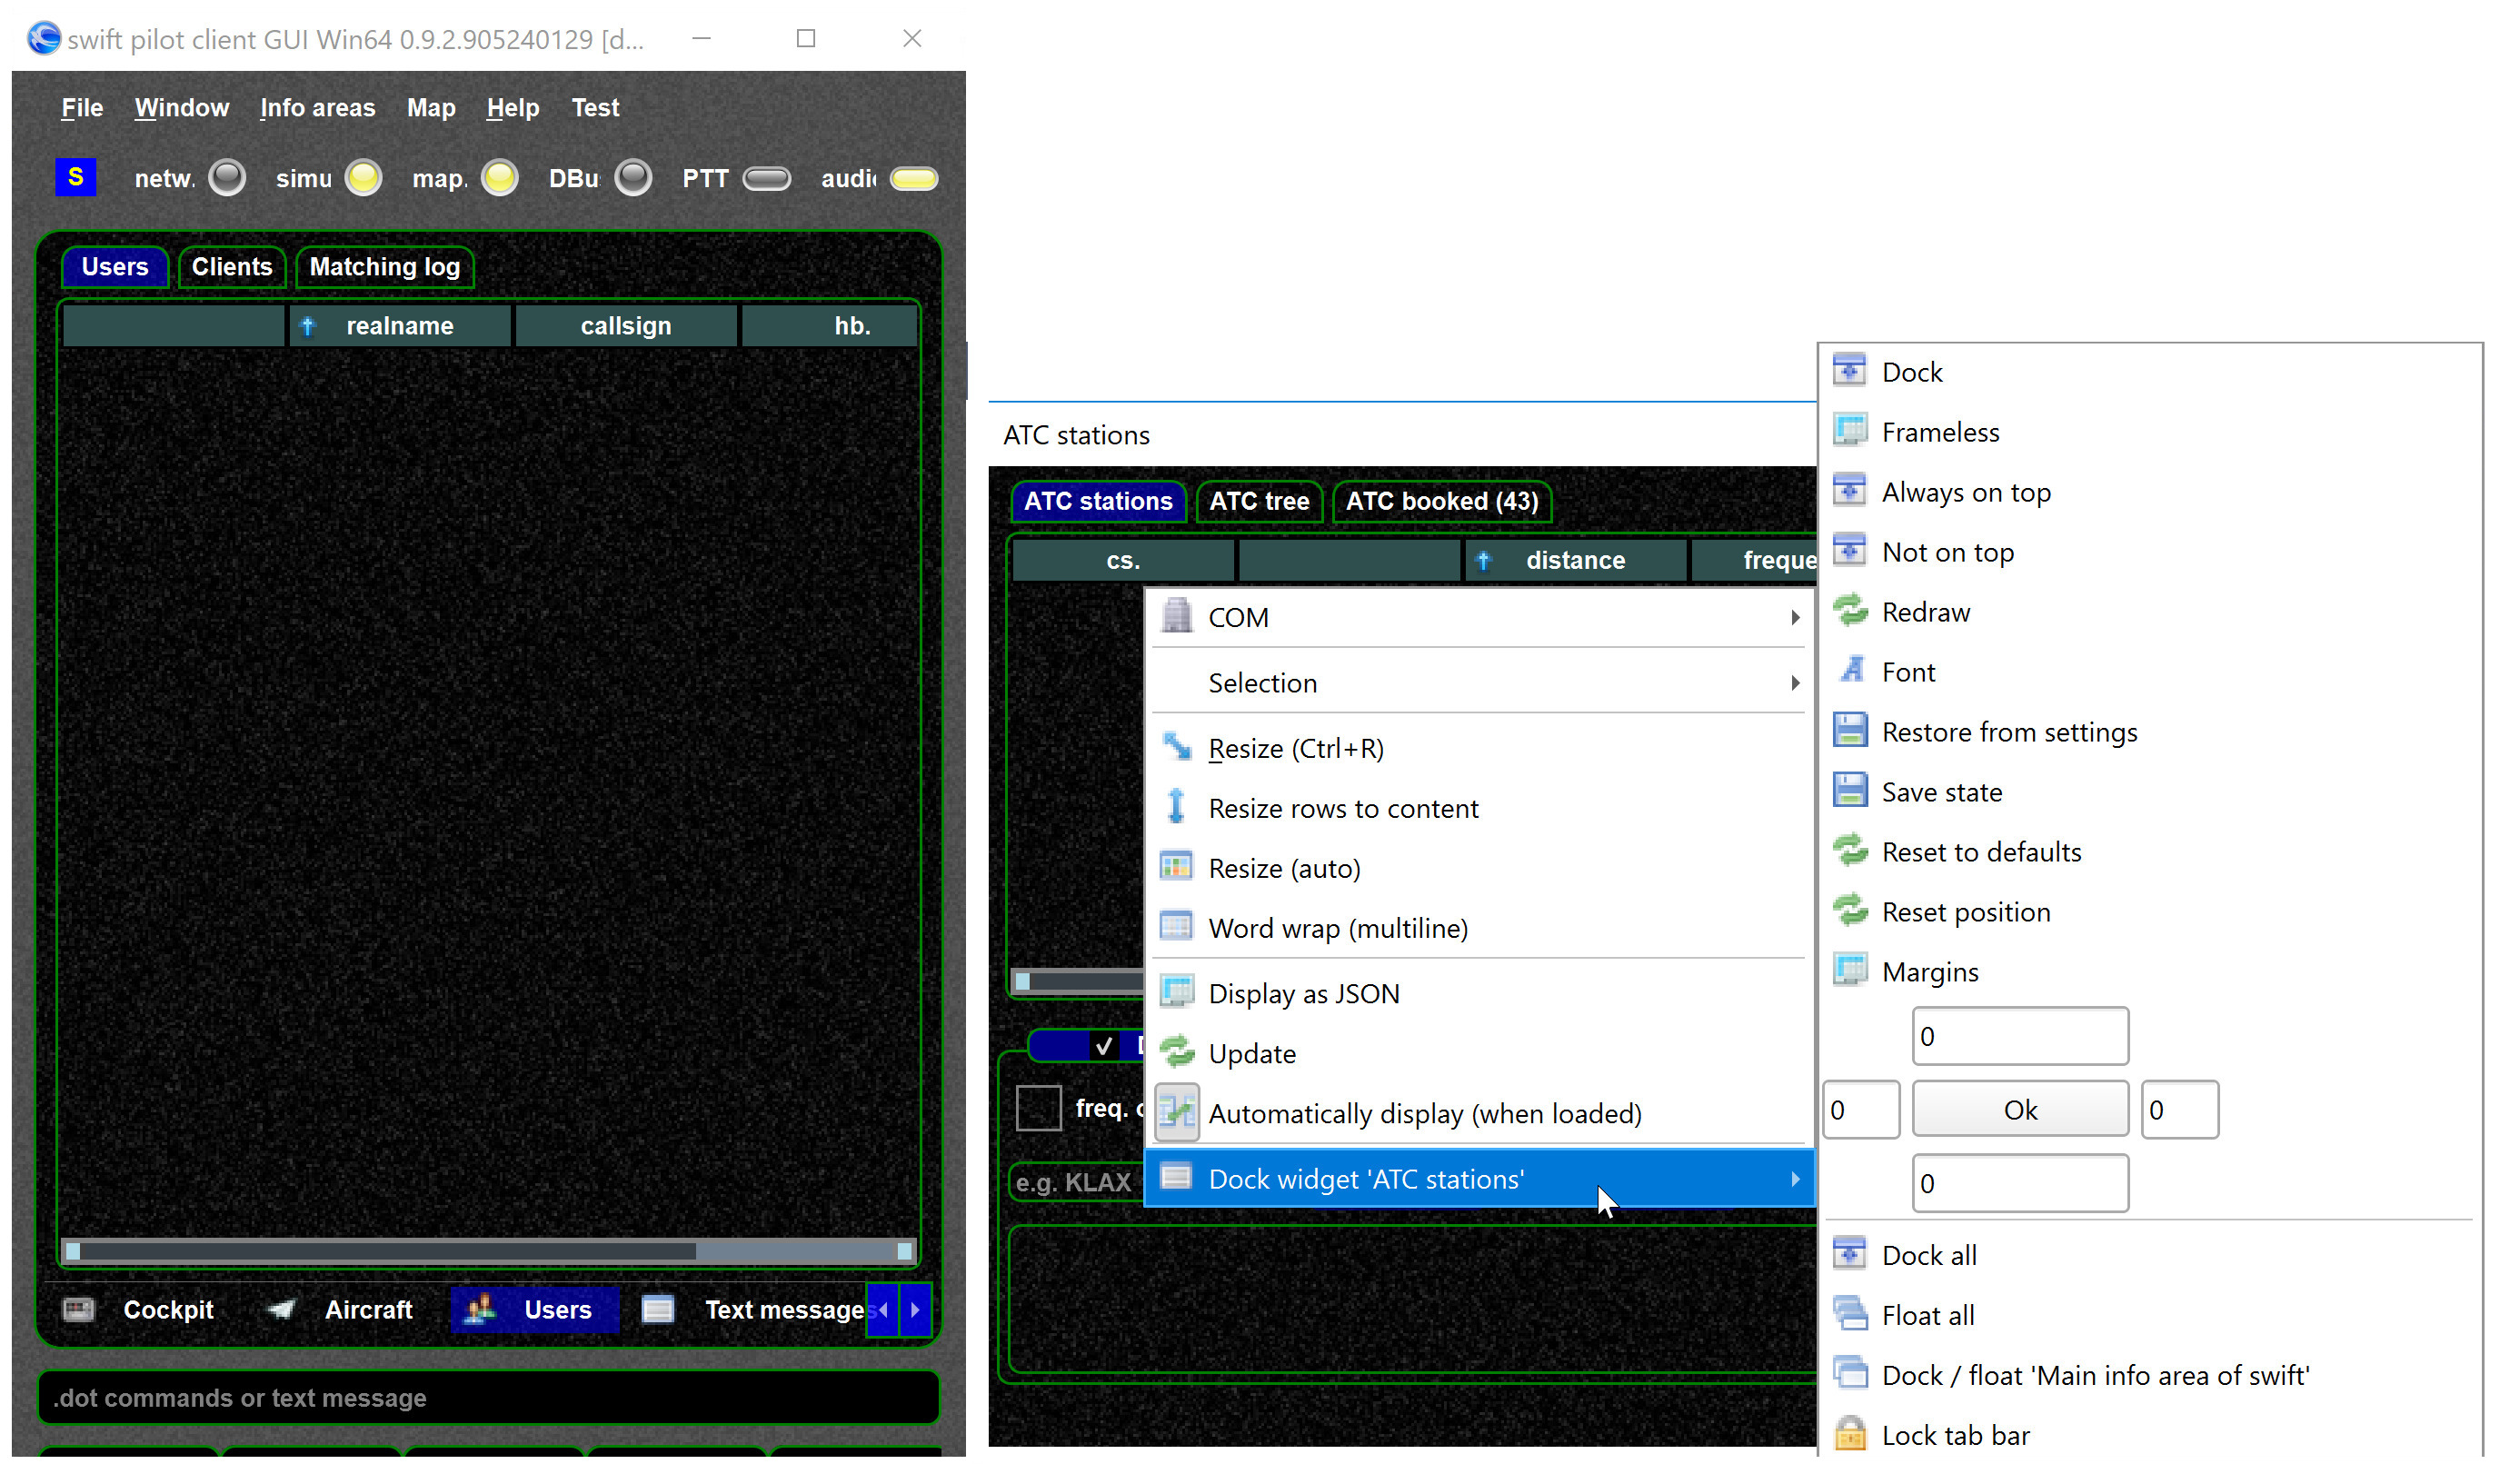 swift pilot client GUI Win64 0.9.2.905240129 [d...
File Window Info areas Map Help Test
S netw. simu map. DBu PTT audi
Users Clients Matching log
realname callsign hb.
Cockpit Aircraft Users Text messages
.dot commands or text message
ATC stations
ATC stations ATC tree ATC booked (43)
cs. distance freque
freq.
e.g. KLAX
COM
Selection
Resize (Ctrl+R)
Resize rows to content
Resize (auto)
Word wrap (multiline)
Display as JSON
Update
Automatically display (when loaded)
Dock widget 'ATC stations'
Dock
Frameless
Always on top
Not on top
Redraw
Font
Restore from settings
Save state
Reset to defaults
Reset position
Margins
0
0 Ok 0
0
Dock all
Float all
Dock / float 'Main info area of swift'
Lock tab bar